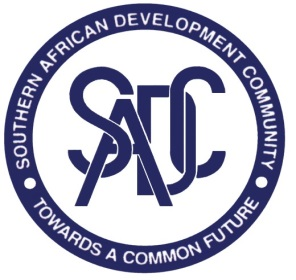 SOUTHERN AFRICAN DEVELOPMENT COMMUNITY
SADC
TOWARDS A COMMON FUTURE